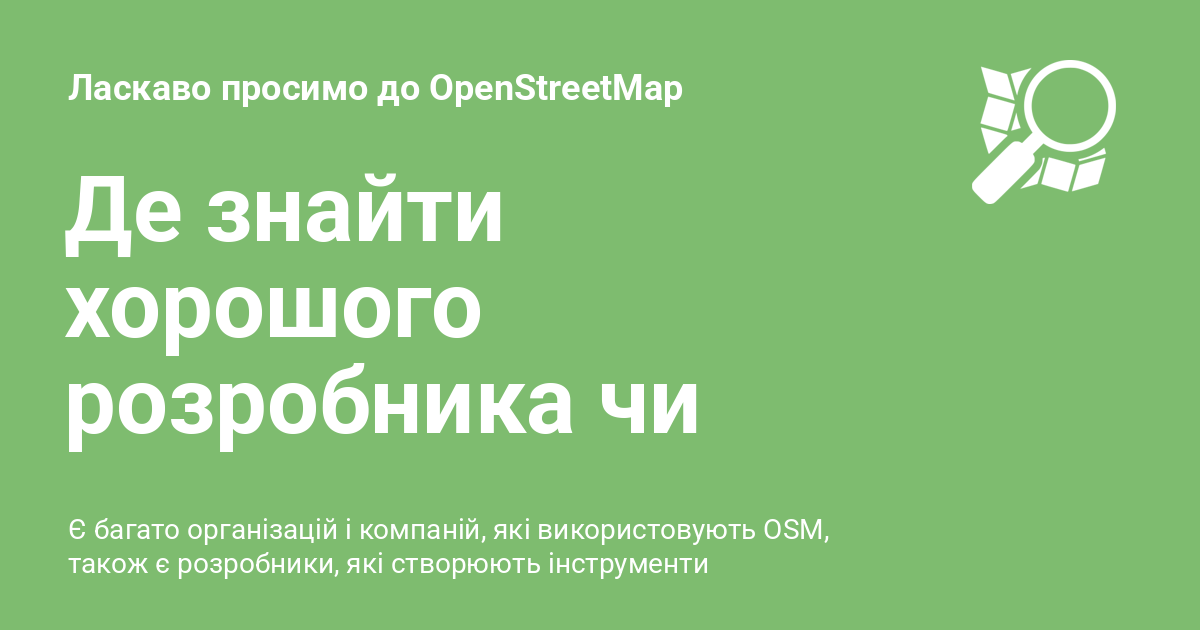 Ласкаво просимо до OpenStreetMap
Де знайти
хорошого
розробника чи
Є багато організацій і компаній, які використовують OSM,
також є розробники, які створюють інструменти